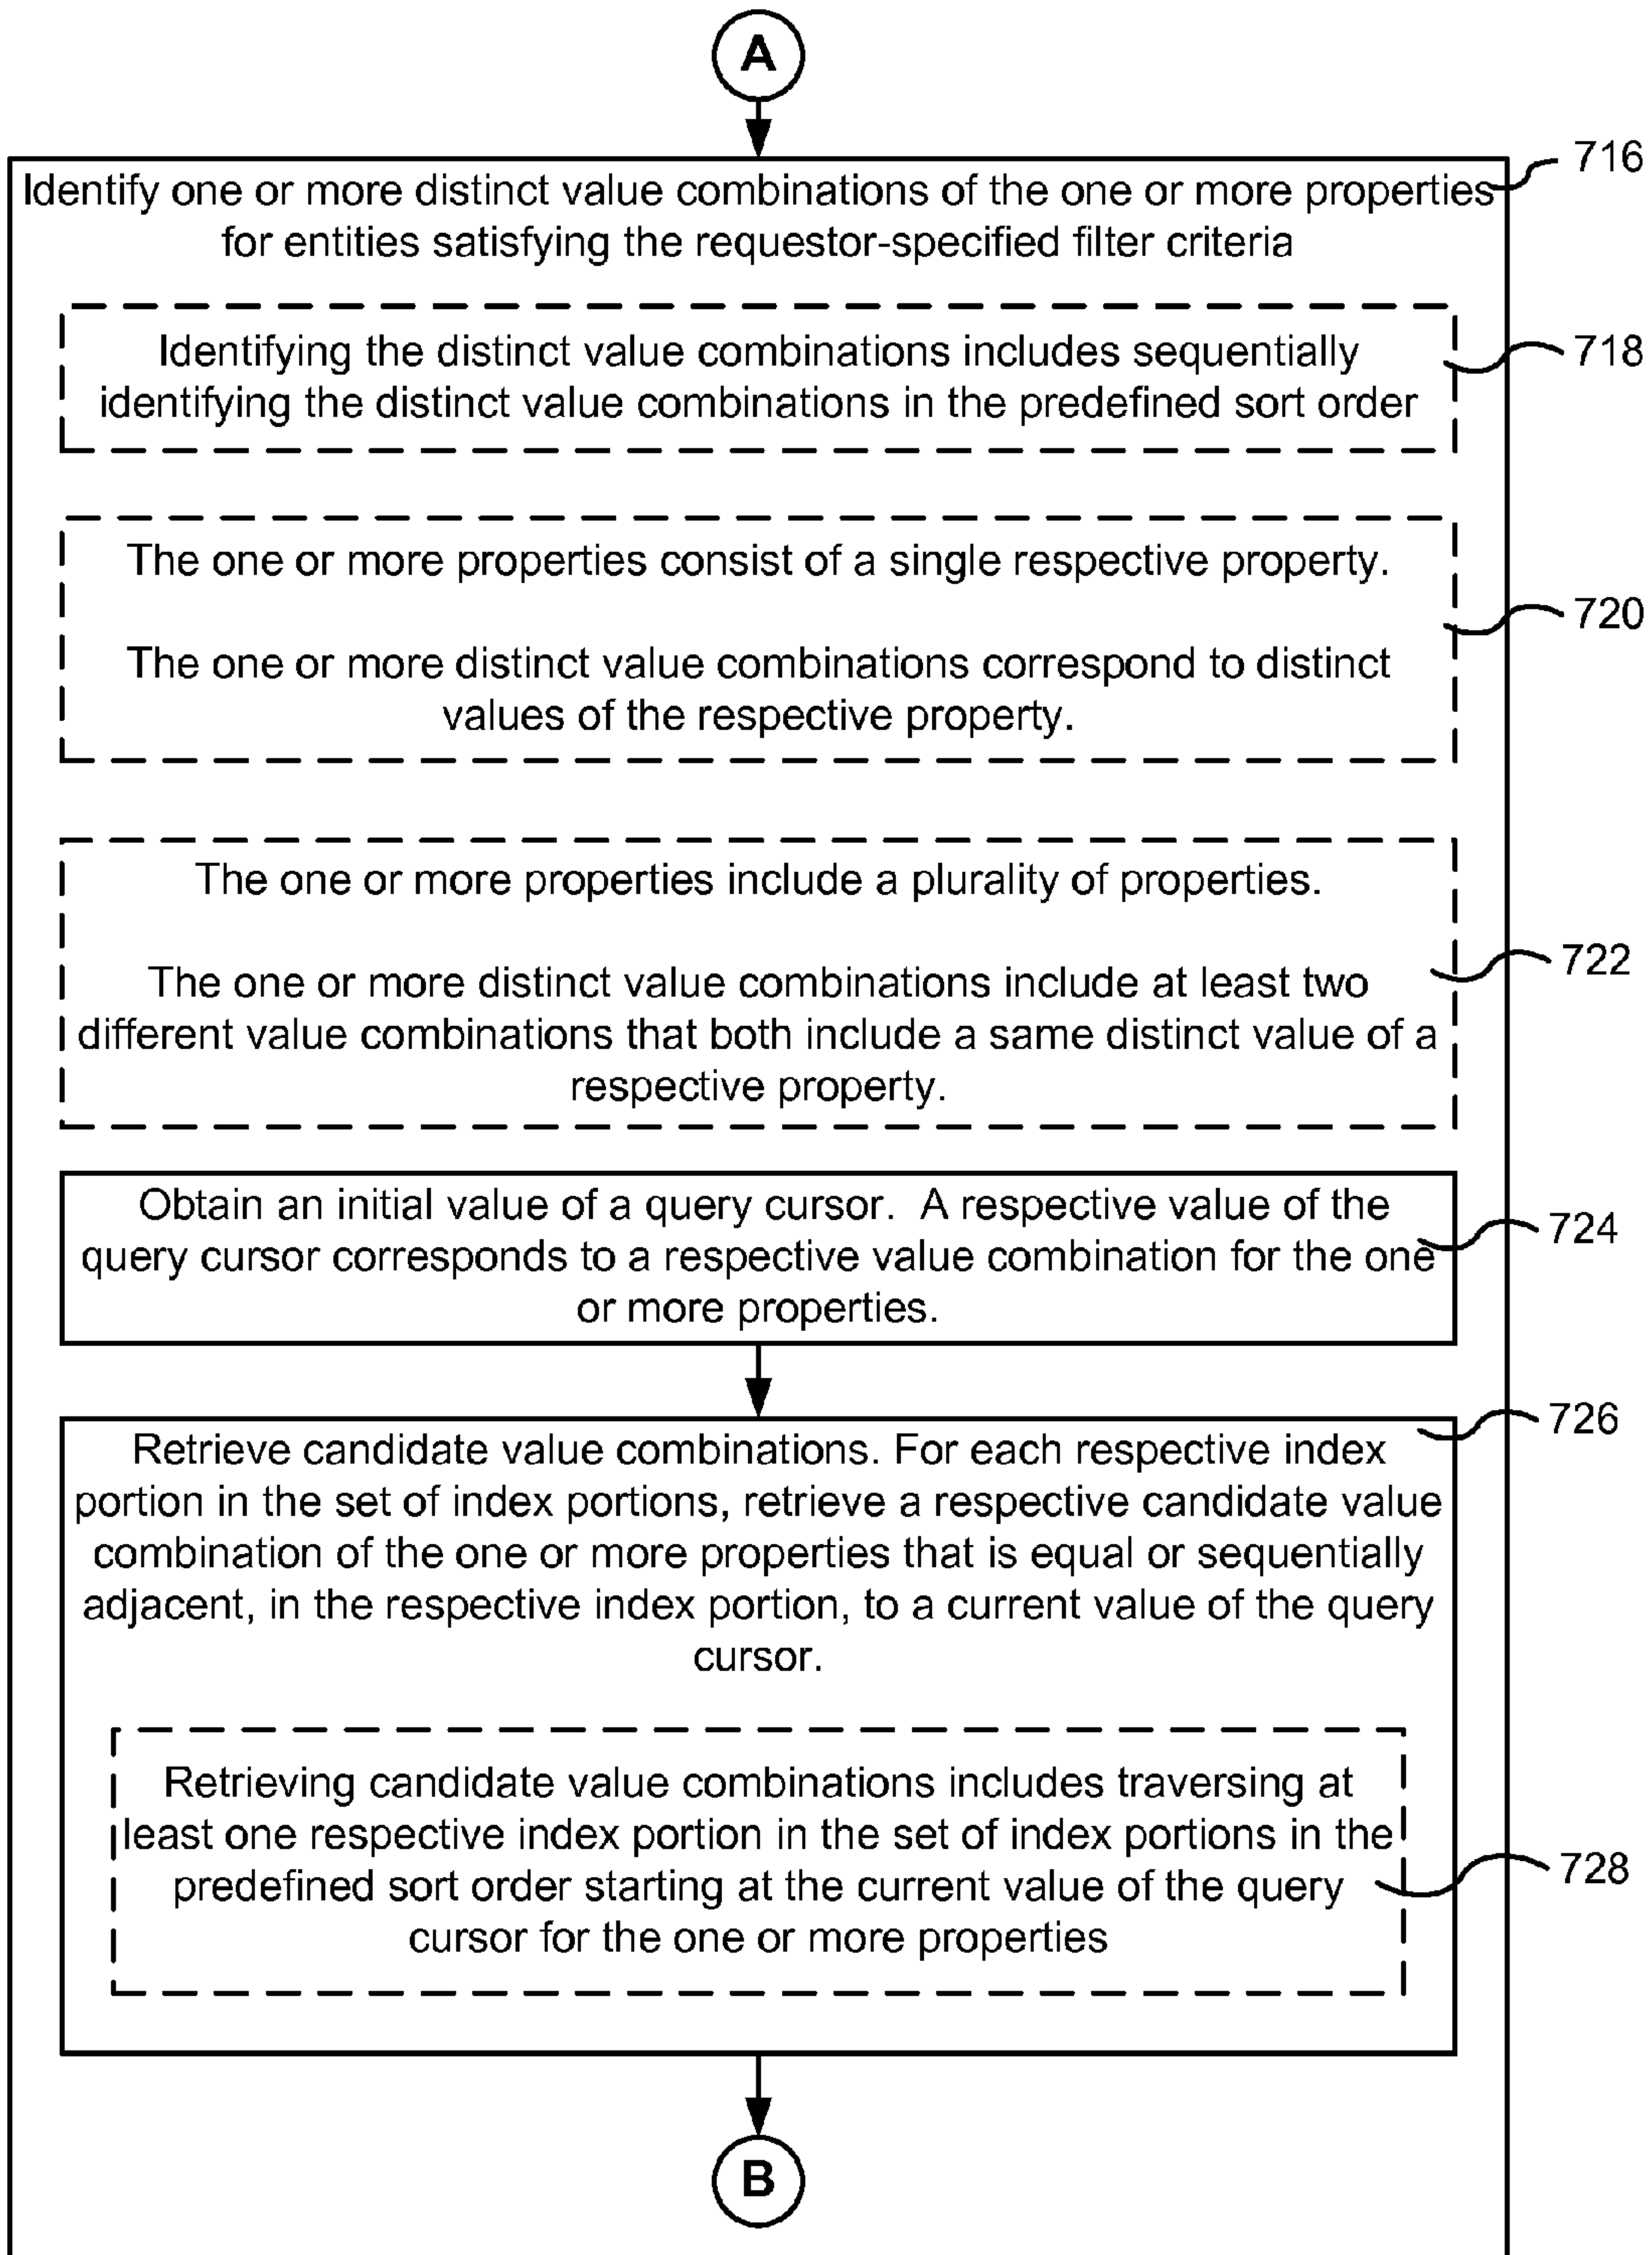 A
716
Identify one or more distinct value combinations of the one or more properties
for entities satisfying the requestor-specified filter criteria
Identifying the distinct value combinations includes sequentially
identifying the distinct value combinations in the predefined sort order
718
The one or more properties consist of a single respective property.
The one or more distinct value combinations correspond to distinct
values of the respective property.
720
The one or more properties include a plurality of properties.
The one or more distinct value combinations include at least two
different value combinations that both include a same distinct value of a
respective property.
722
Obtain an initial value of a query cursor. A respective value of the
query cursor corresponds to a respective value combination for the one
or more properties.
724
726
Retrieve candidate value combinations. For each respective index
portion in the set of index portions, retrieve a respective candidate value
combination of the one or more properties that is equal or sequentially
adjacent, in the respective index portion, to a current value of the query
cursor.
Retrieving candidate value combinations includes traversing at
least one respective index portion in the set of index portions in the
predefined sort order starting at the current value of the query
cursor for the one or more properties
728
B